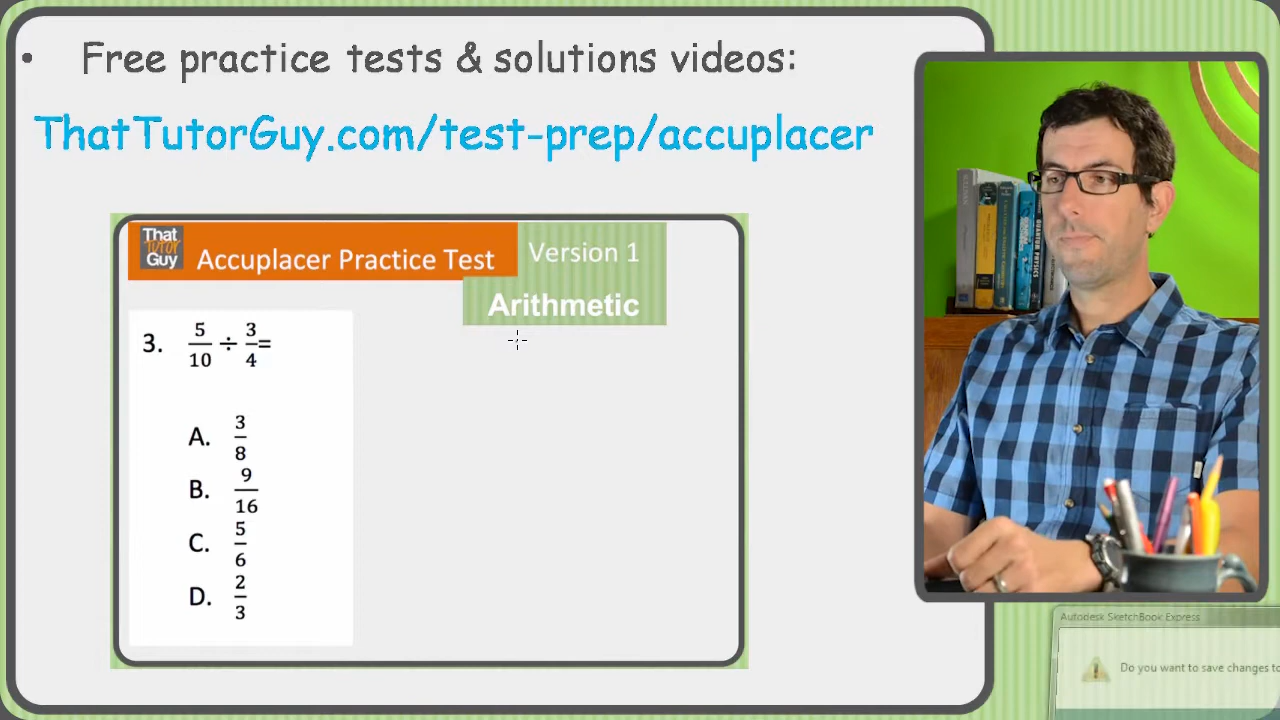 • Free practice tests & solutions videos:
ThatTutorGuy.com/test-prep/accuplacer
That
Tutor
Guy
Accuplacer Practice Test
Version 1
Arithmetic
3. 5/10 ÷ 3/4=
A. 3/8
B. 9/16
C. 5/6
D. 2/3
QUANTUM PHYSICS
Autodesk SketchBook Express
Do you want to save changes to